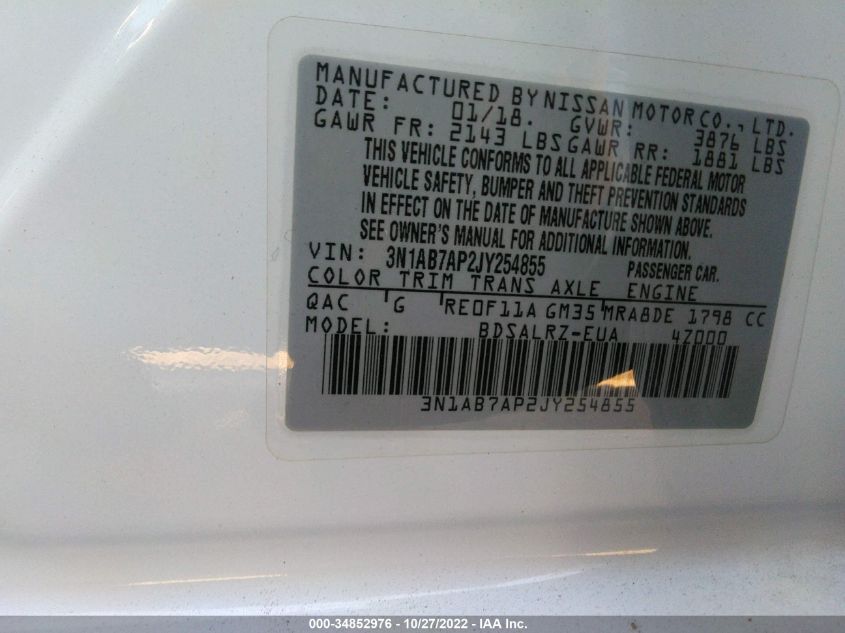 MANUFACTURED BY NISSAN MOTOR CO., LTD.
DATE: 01/18. GVWR: 3876 LBS
GAWR FR: 2143 LBS GAWR RR: 1881 LBS
THIS VEHICLE CONFORMS TO ALL APPLICABLE FEDERAL MOTOR
VEHICLE SAFETY, BUMPER AND THEFT PREVENTION STANDARDS
IN EFFECT ON THE DATE OF MANUFACTURE SHOWN ABOVE.
SEE OWNER'S MANUAL FOR ADDITIONAL INFORMATION.
VIN: 3N1AB7AP2JY254855 PASSENGER CAR.
COLOR TRIM TRANS AXLE ENGINE
QAC G RE0F11A GM35 MRA8DE 1798 CC
MODEL: BDSALRZ-EUA 4Z000
3N1AB7AP2JY254855
000-34852976 - 10/27/2022 - IAA Inc.